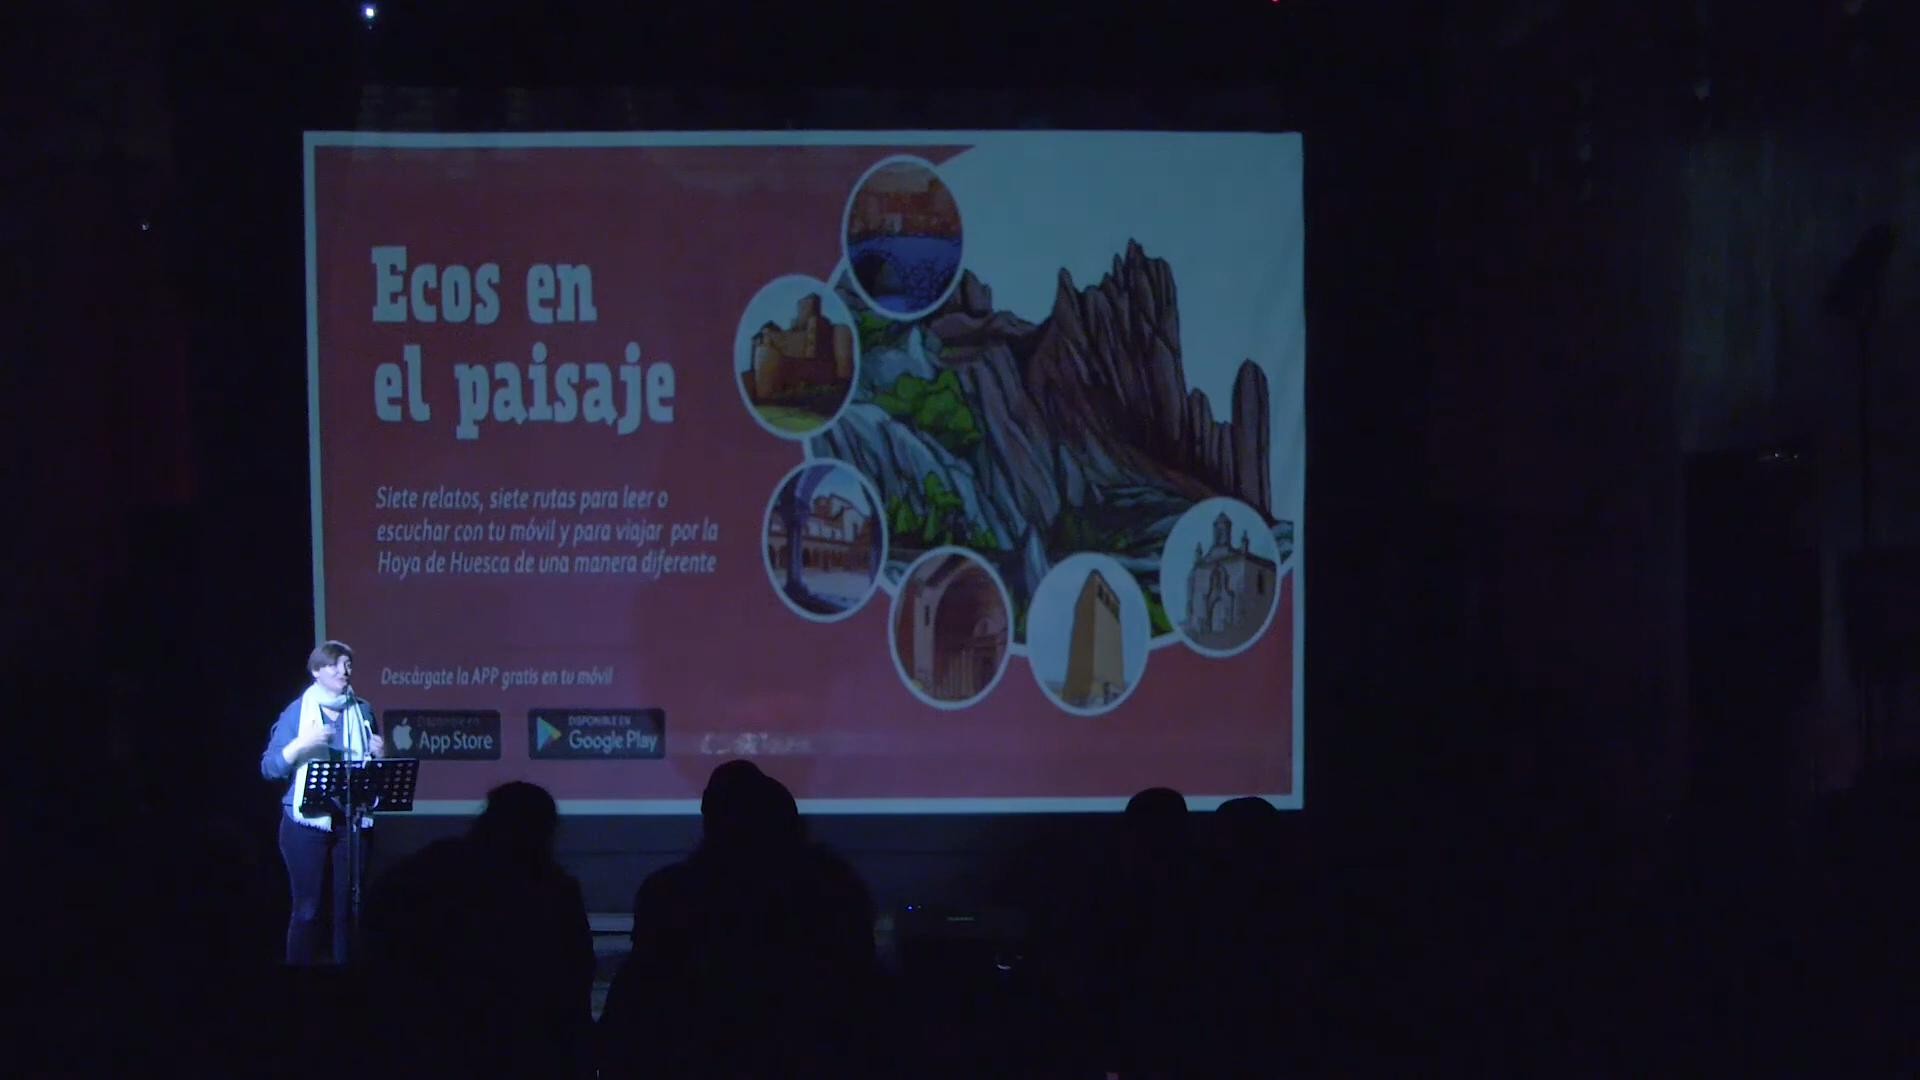 Ecos en
el paisaje
Siete relatos, siete rutas para leer o
escuchar con tu móvil y para viajar por la
Hoya de Huesca de una manera diferente
Descárgate la APP gratis en tu móvil
App Store
DISPONIBLE EN
Google Play